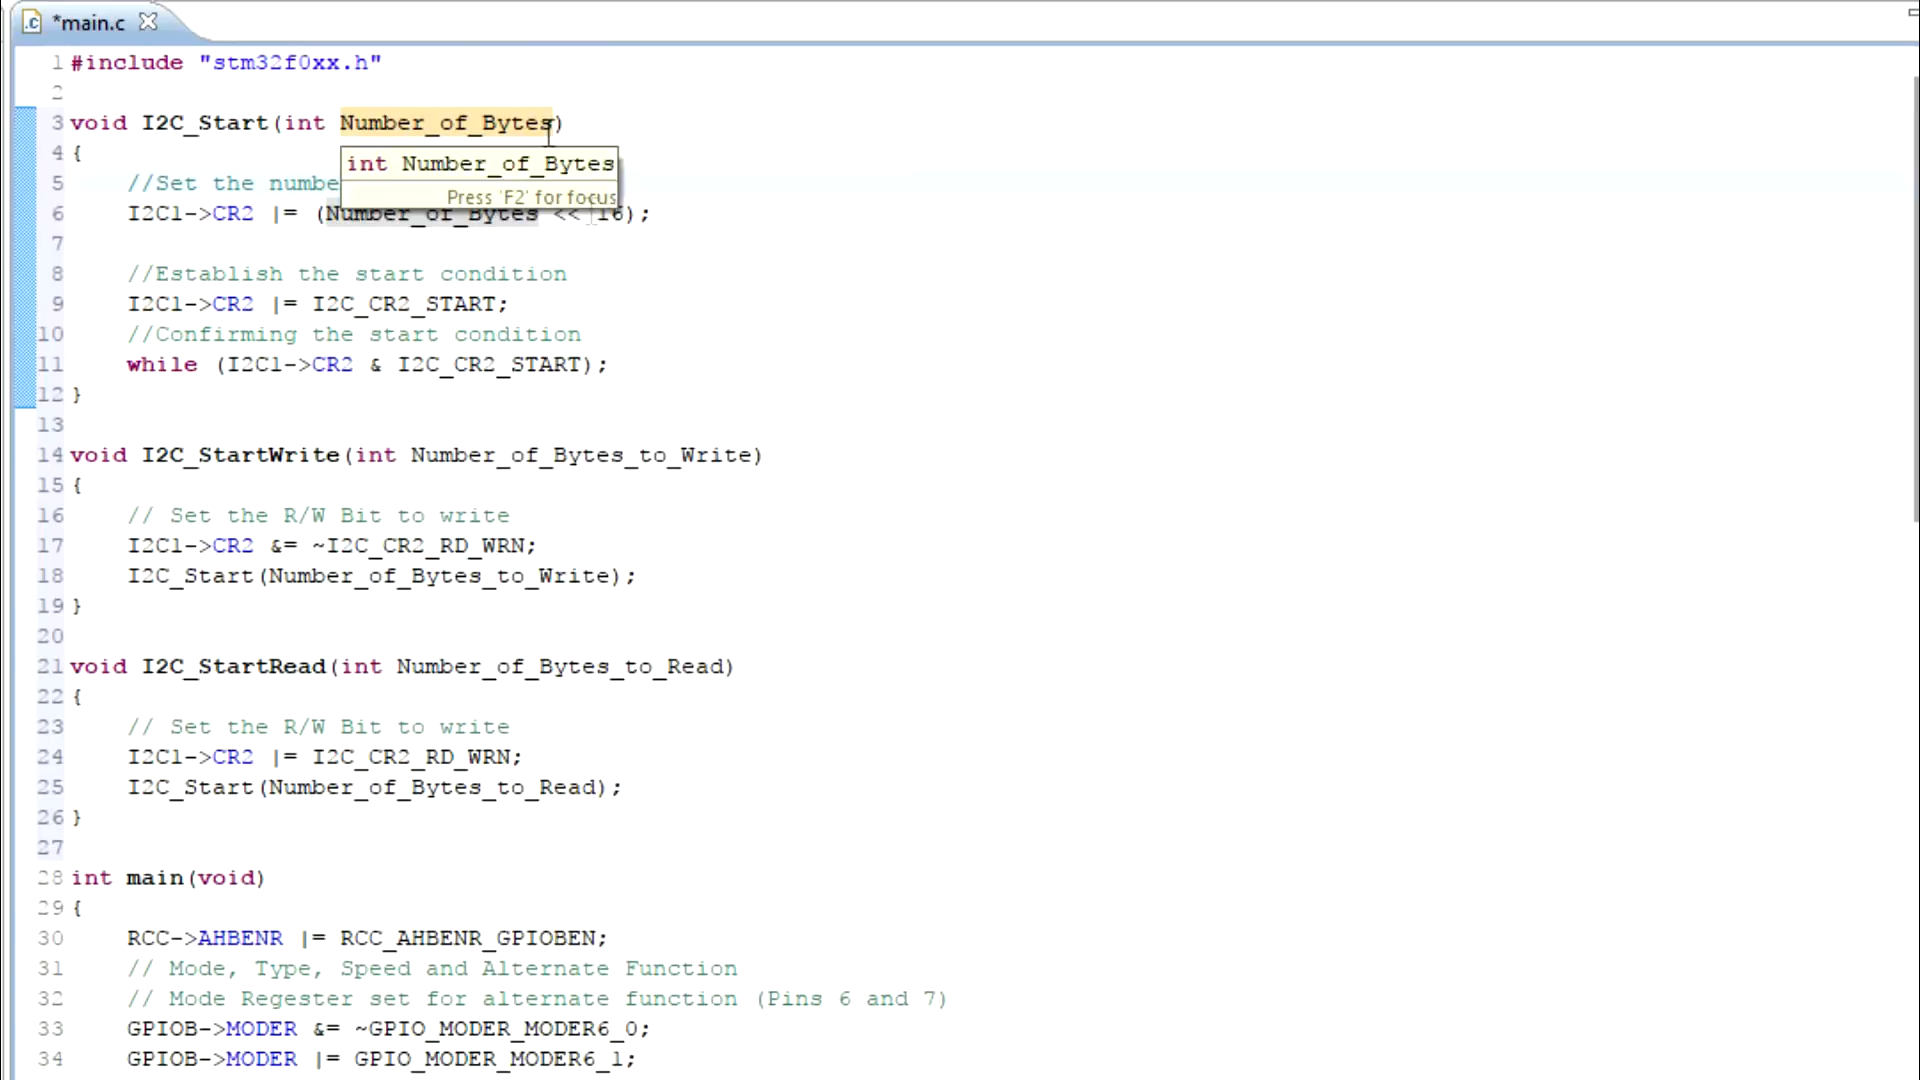 *main.c
1 #include "stm32f0xx.h"
2
3 void I2C_Start(int Number_of_Bytes)
4 {
int Number_of_Bytes
5     //Set the numbe
Press 'F2' for focus
6     I2C1->CR2 |= (Number_of_Bytes << 16);
7
8     //Establish the start condition
9     I2C1->CR2 |= I2C_CR2_START;
10     //Confirming the start condition
11     while (I2C1->CR2 & I2C_CR2_START);
12 }
13
14 void I2C_StartWrite(int Number_of_Bytes_to_Write)
15 {
16     // Set the R/W Bit to write
17     I2C1->CR2 &= ~I2C_CR2_RD_WRN;
18     I2C_Start(Number_of_Bytes_to_Write);
19 }
20
21 void I2C_StartRead(int Number_of_Bytes_to_Read)
22 {
23     // Set the R/W Bit to write
24     I2C1->CR2 |= I2C_CR2_RD_WRN;
25     I2C_Start(Number_of_Bytes_to_Read);
26 }
27
28 int main(void)
29 {
30     RCC->AHBENR |= RCC_AHBENR_GPIOBEN;
31     // Mode, Type, Speed and Alternate Function
32     // Mode Regester set for alternate function (Pins 6 and 7)
33     GPIOB->MODER &= ~GPIO_MODER_MODER6_0;
34     GPIOB->MODER |= GPIO_MODER_MODER6_1;